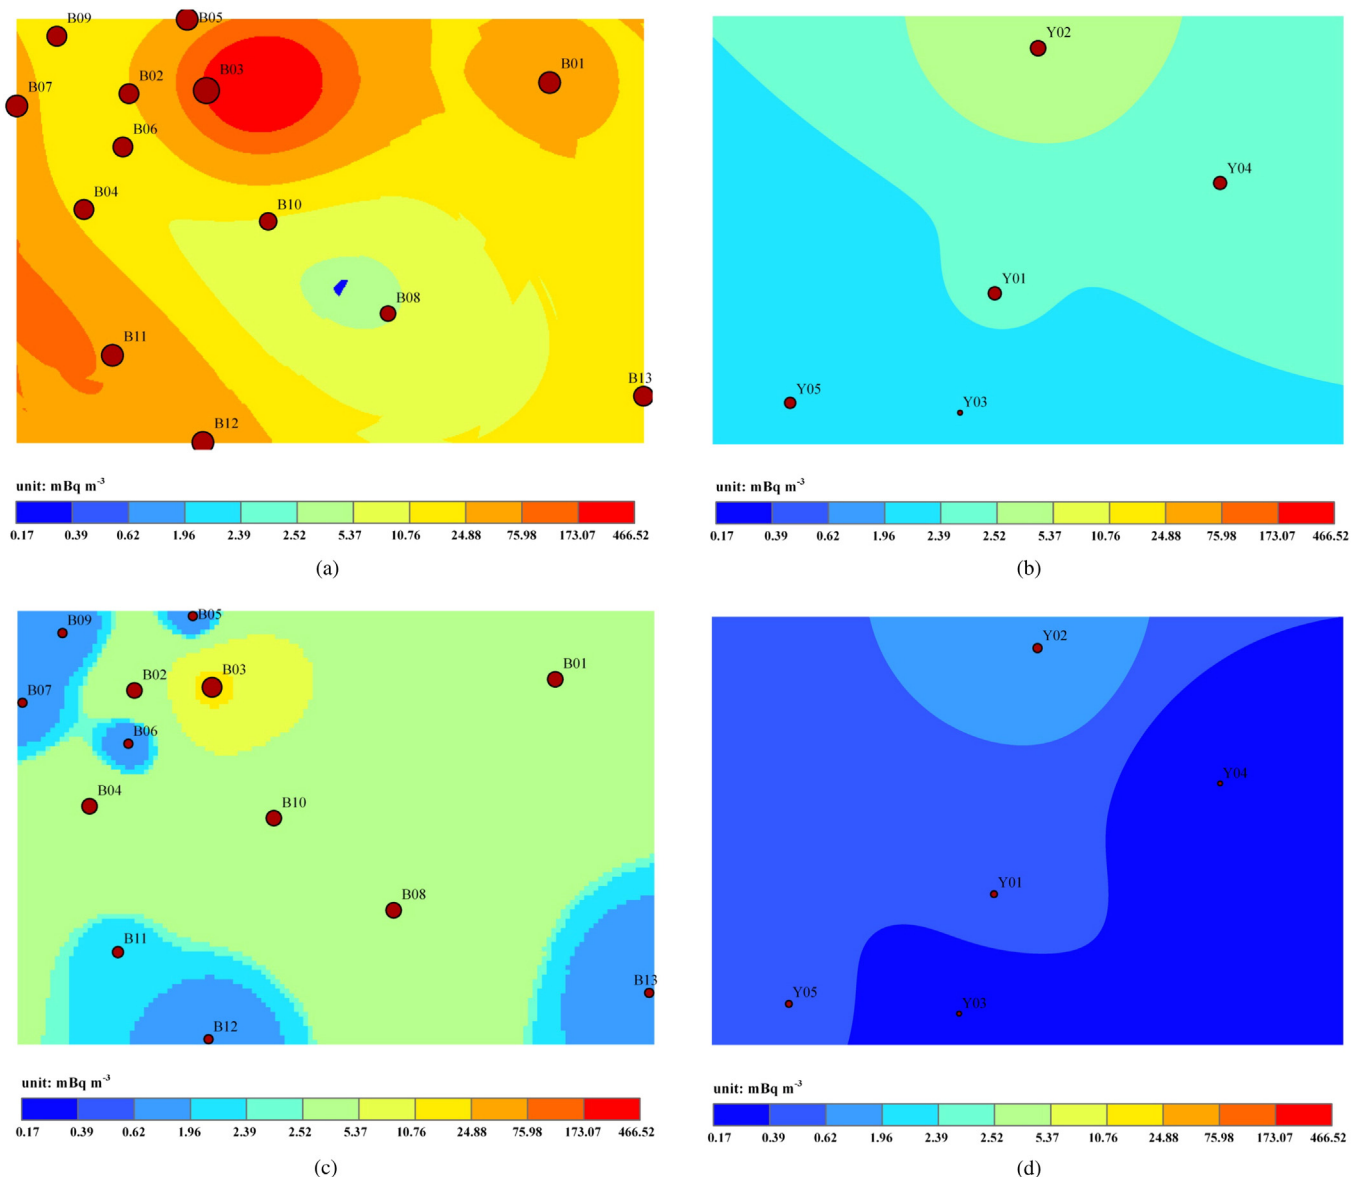 B09
B05
B03
B01
B02
B07
B06
B04
B10
B08
B11
B13
B12
unit: mBq m-3
0.17 0.39 0.62 1.96 2.39 2.52 5.37 10.76 24.88 75.98 173.07 466.52
(a)
Y02
Y04
Y01
Y05
Y03
unit: mBq m-3
0.17 0.39 0.62 1.96 2.39 2.52 5.37 10.76 24.88 75.98 173.07 466.52
(b)
B09
B05
B03
B01
B02
B07
B06
B04
B10
B08
B11
B13
B12
unit: mBq m-3
0.17 0.39 0.62 1.96 2.39 2.52 5.37 10.76 24.88 75.98 173.07 466.52
(c)
Y02
Y04
Y01
Y05
Y03
unit: mBq m-3
0.17 0.39 0.62 1.96 2.39 2.52 5.37 10.76 24.88 75.98 173.07 466.52
(d)